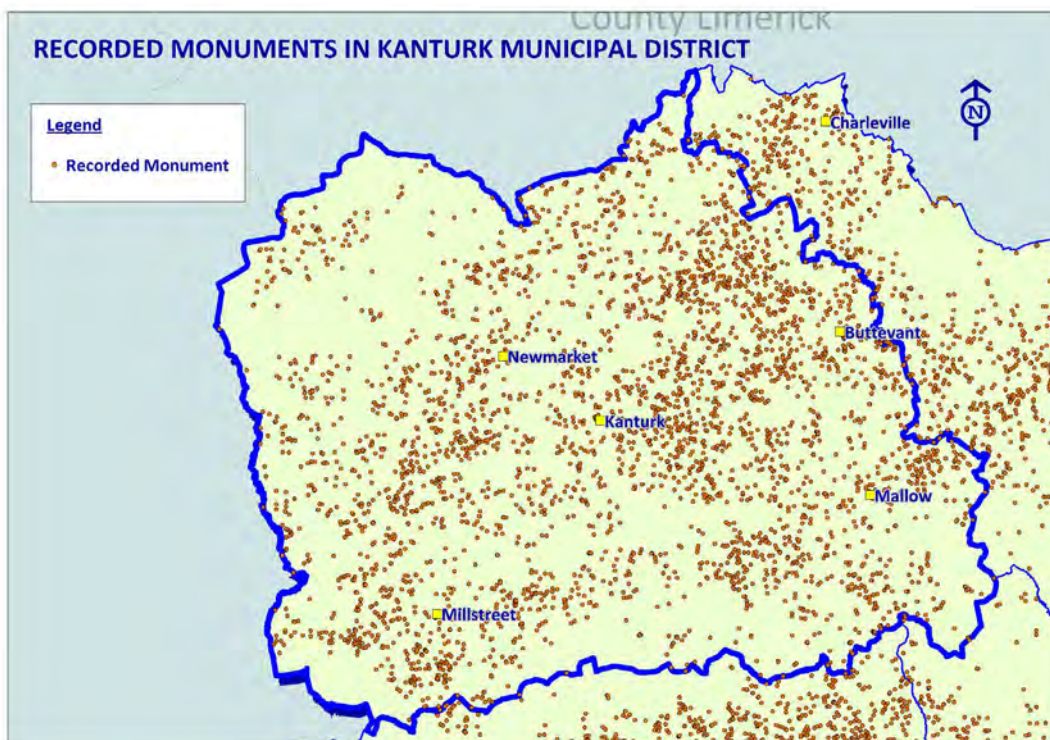 County Limerick
RECORDED MONUMENTS IN KANTURK MUNICIPAL DISTRICT
Legend
Recorded Monument
N
Charleville
Buttevant
Newmarket
Kanturk
Mallow
Millstreet